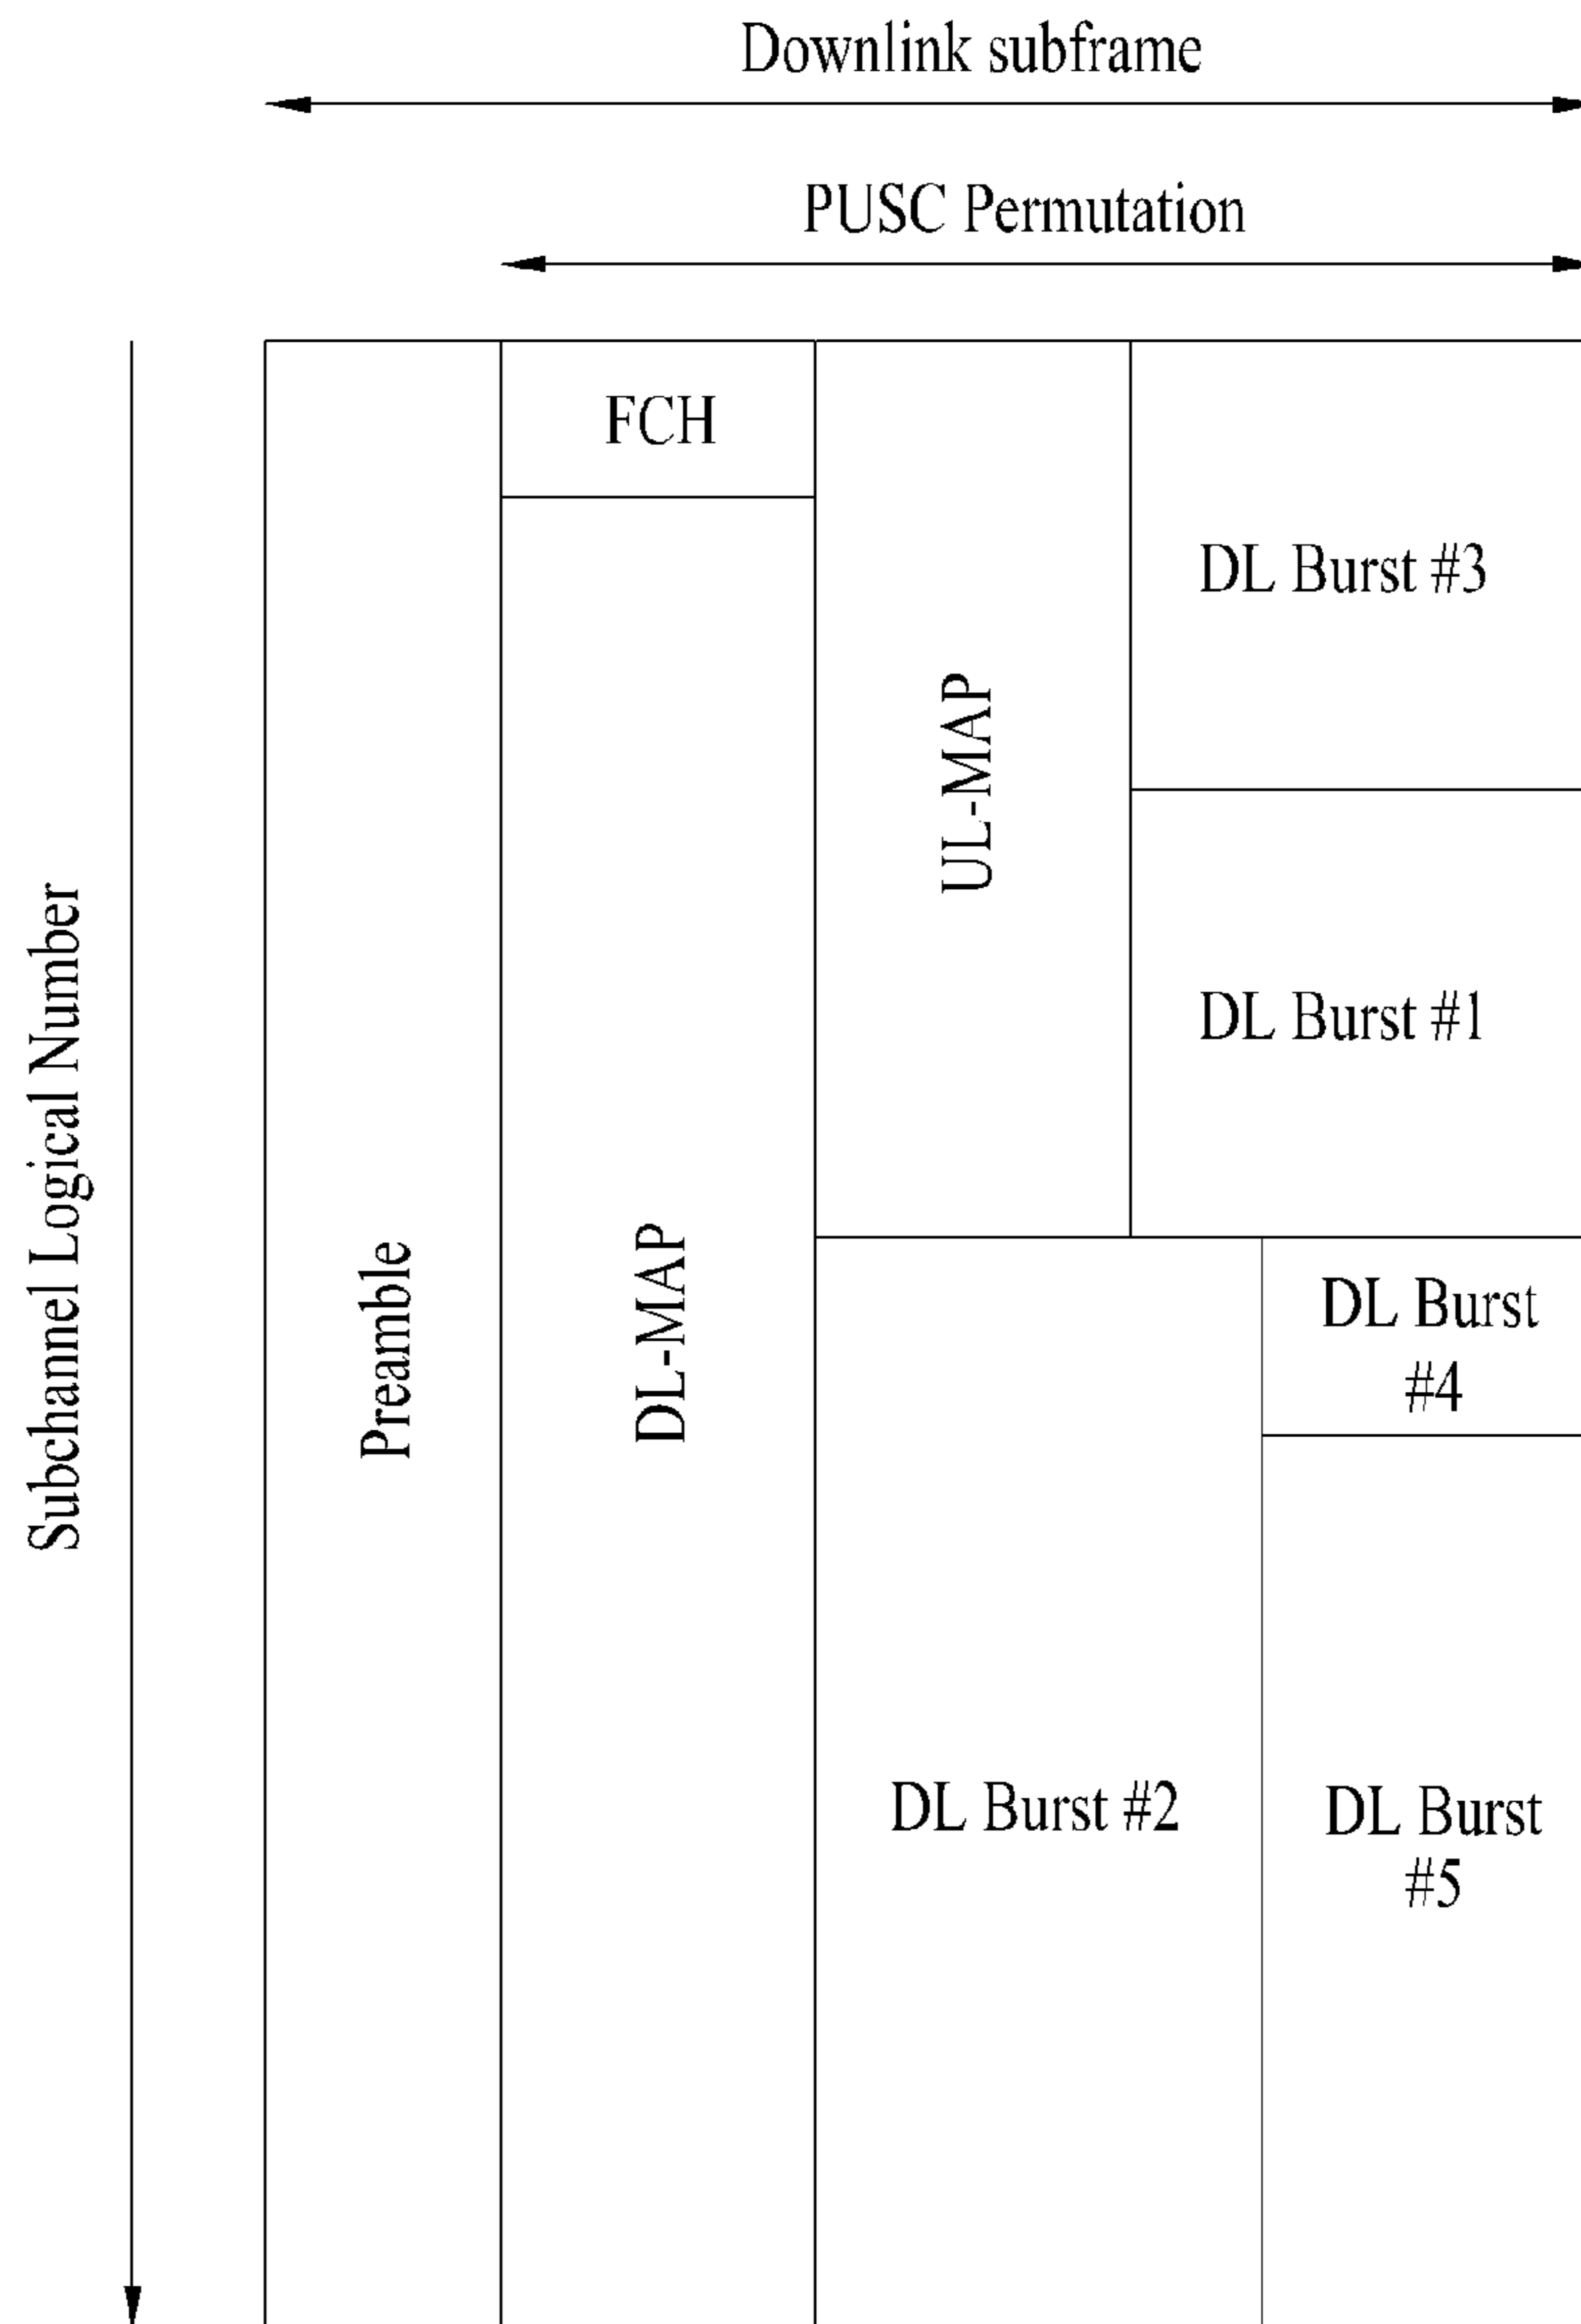 Downlink subframe
PUSC Permutation
Subchannel Logical Number
Preamble
FCH
DL-MAP
UL-MAP
DL Burst #3
DL Burst #1
DL Burst #2
DL Burst
#4
DL Burst
#5